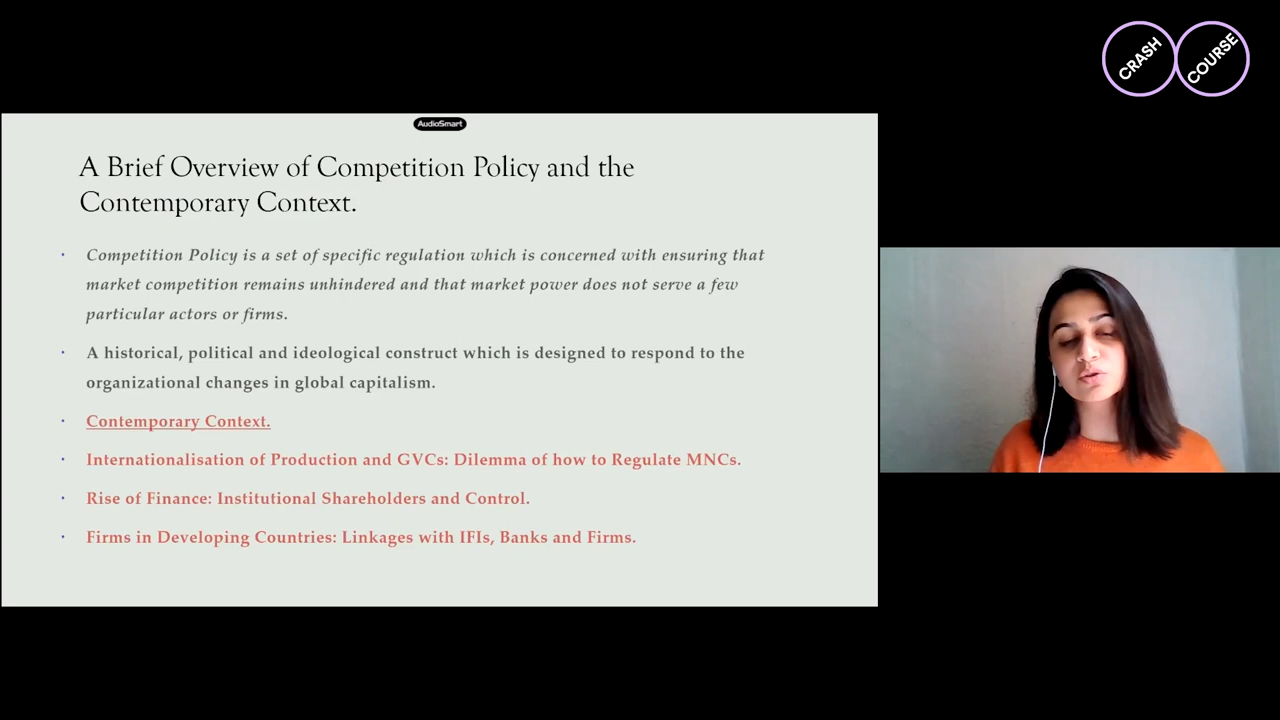 CRASH COURSE
AudioSmart
A Brief Overview of Competition Policy and the
Contemporary Context.
· Competition Policy is a set of specific regulation which is concerned with ensuring that
market competition remains unhindered and that market power does not serve a few
particular actors or firms.
· A historical, political and ideological construct which is designed to respond to the
organizational changes in global capitalism.
· Contemporary Context.
· Internationalisation of Production and GVCs: Dilemma of how to Regulate MNCs.
· Rise of Finance: Institutional Shareholders and Control.
· Firms in Developing Countries: Linkages with IFIs, Banks and Firms.